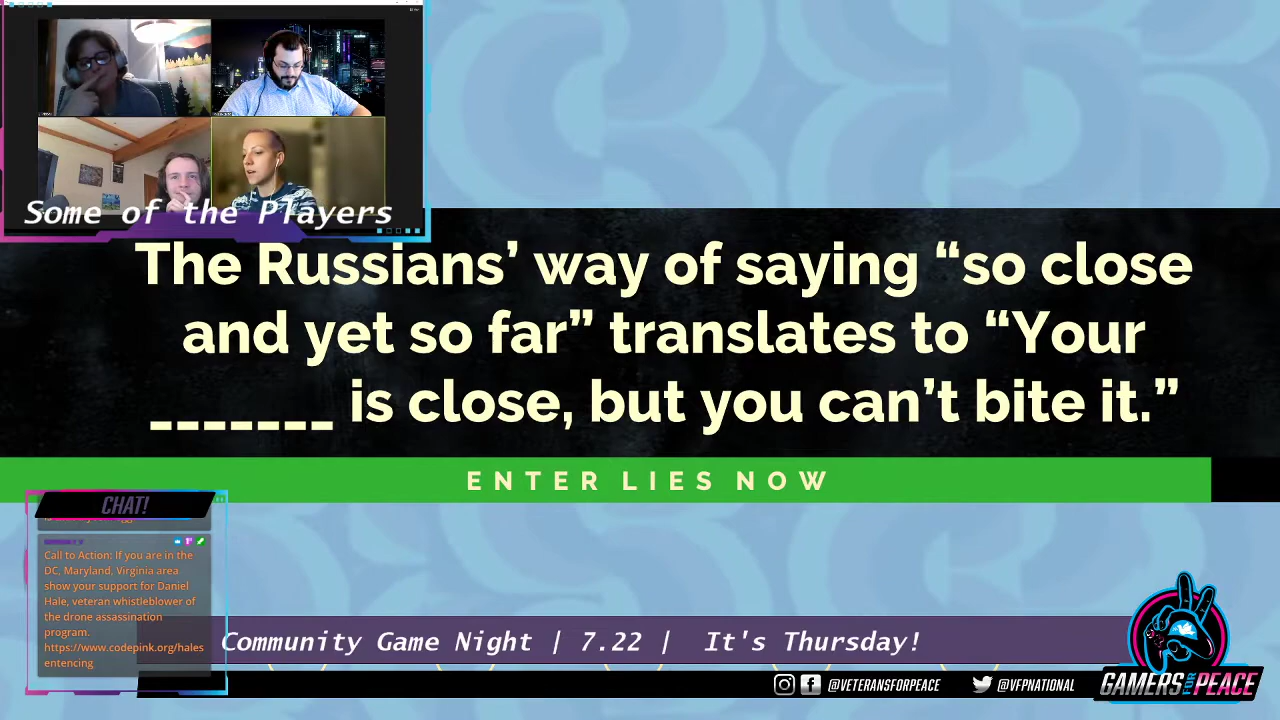 Some of the Players
The Russians’ way of saying “so close
and yet so far” translates to “Your
_______ is close, but you can’t bite it.”
ENTER LIES NOW
CHAT!
Call to Action: If you are in the
DC, Maryland, Virginia area
show your support for Daniel
Hale, veteran whistleblower of
the drone assassination
program.
https://www.codepink.org/hales
entencing
Community Game Night | 7.22 | It's Thursday!
@VETERANSFORPEACE
@VFPNATIONAL
GAMERS FOR PEACE